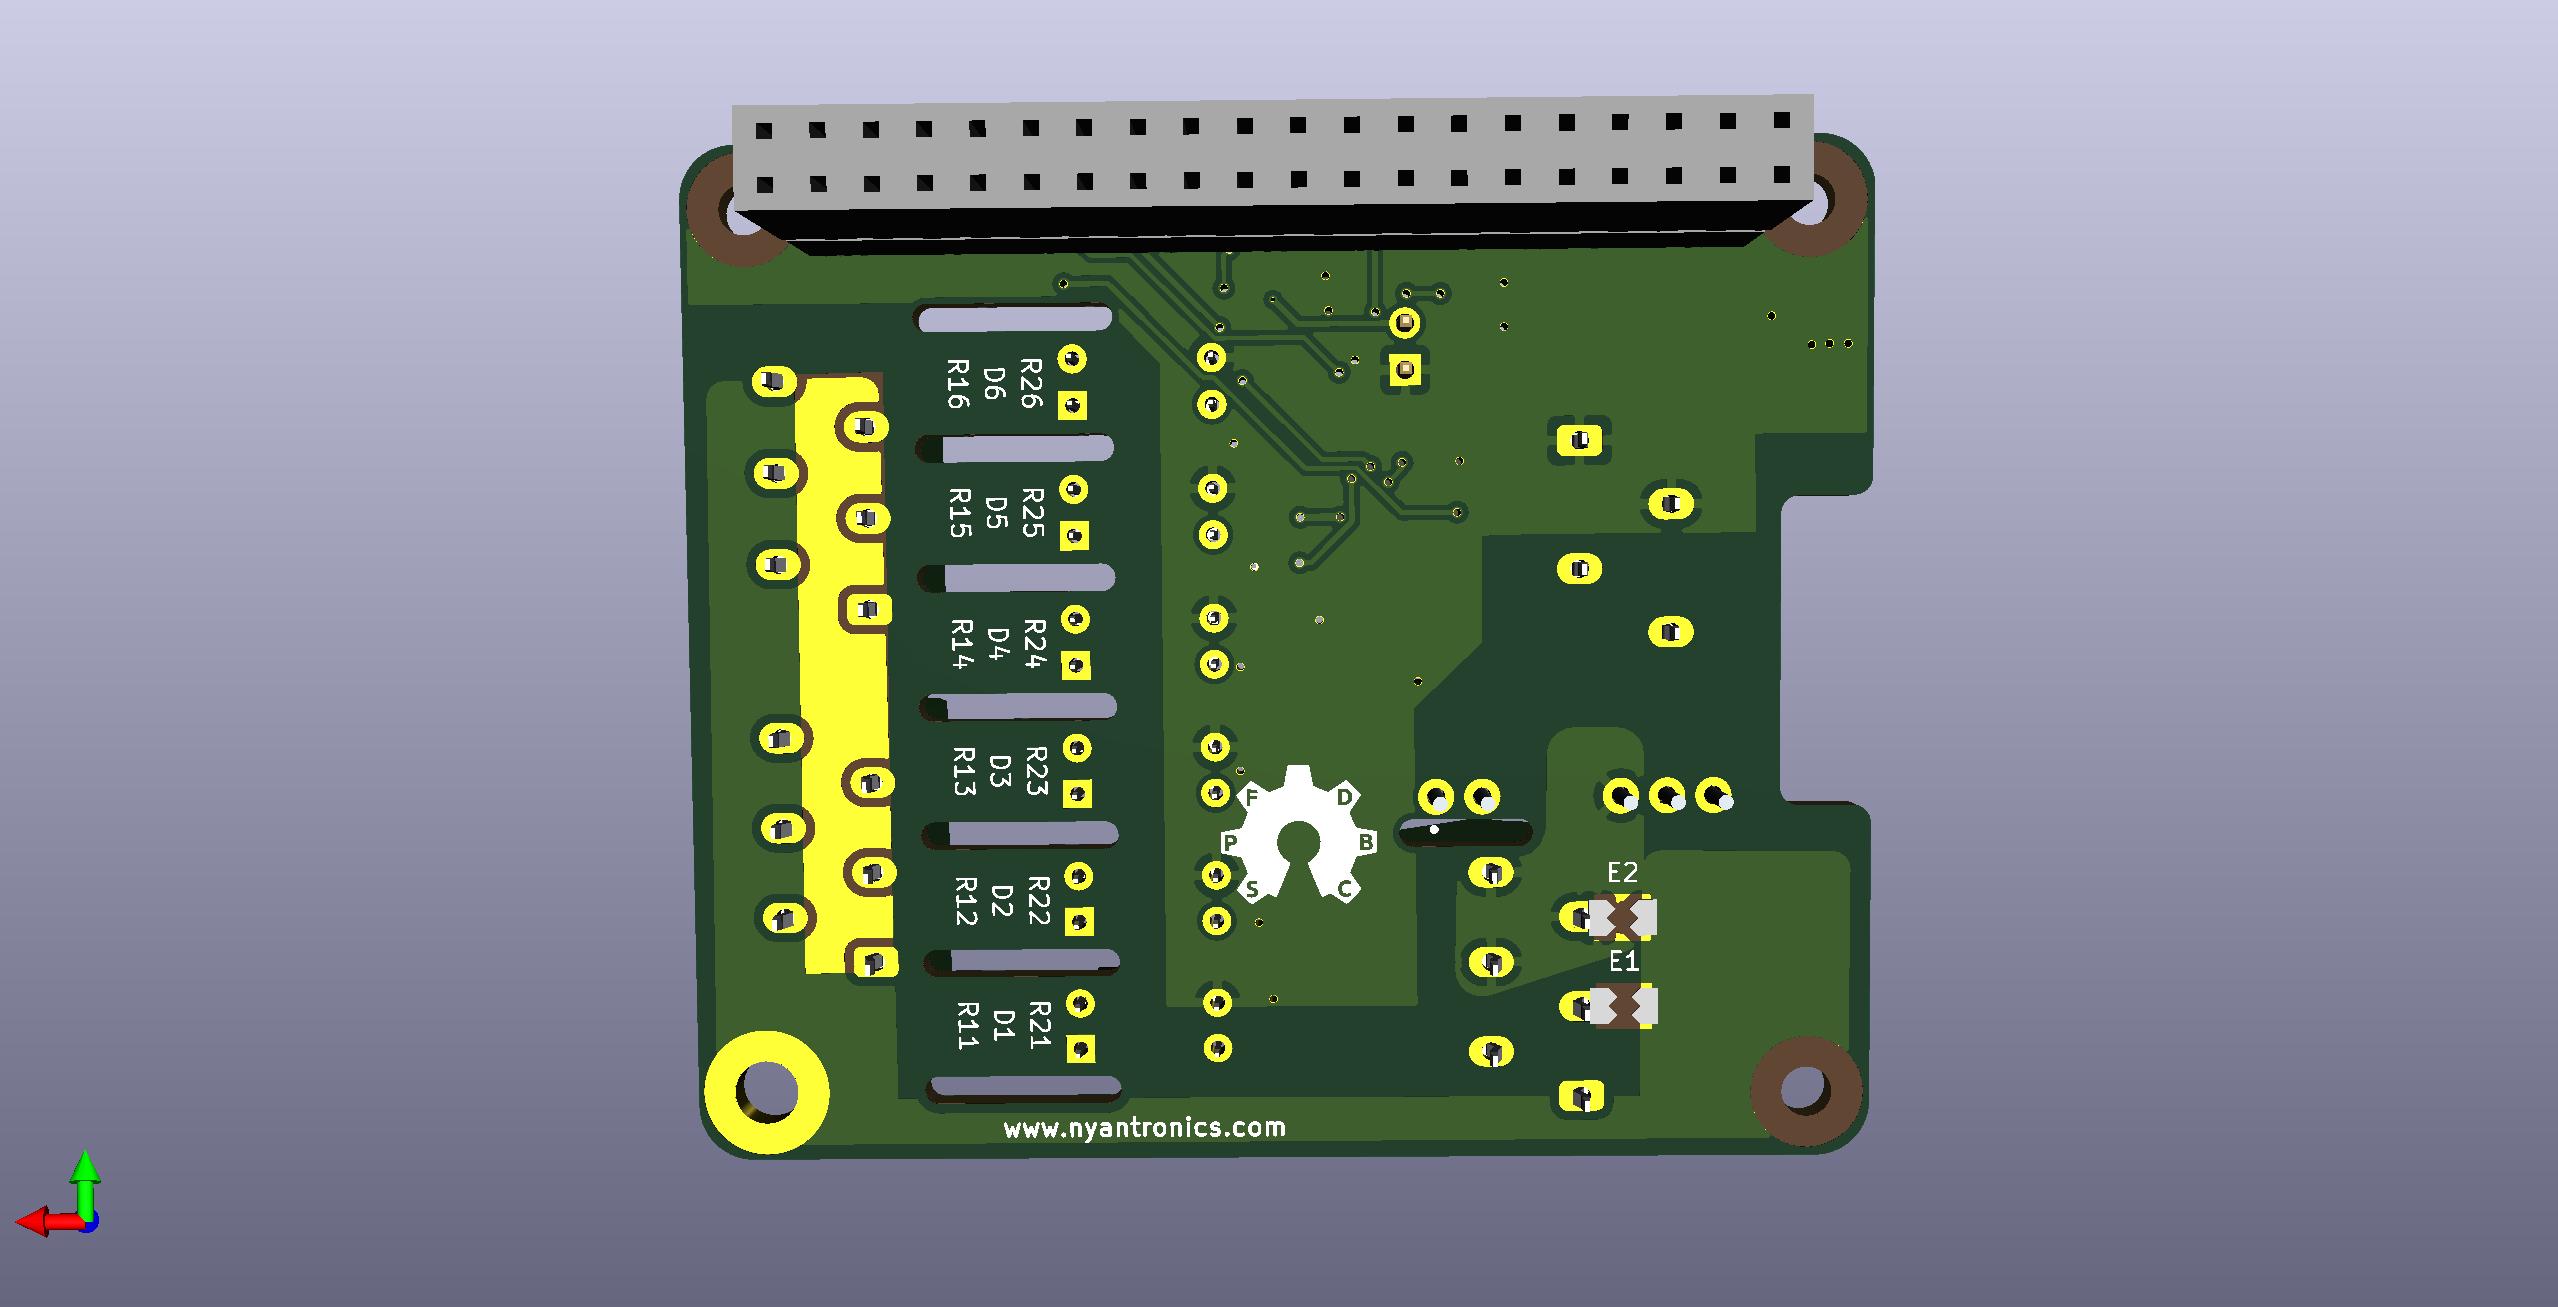 R16 D6 R26
R15 D5 R25
R14 D4 R24
R13 D3 R23
F D
P B
S C
R12 D2 R22
E2
E1
R11 D1 R21
www.nyantronics.com